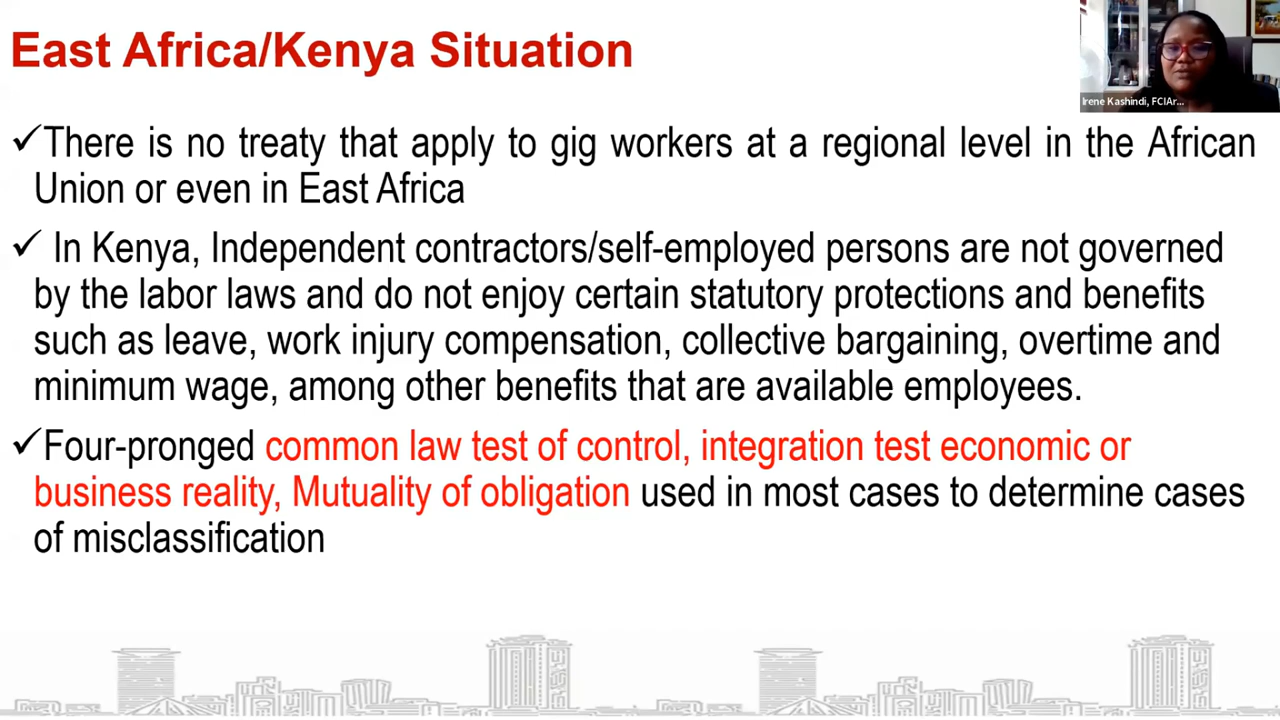 East Africa/Kenya Situation
Irene Kashindi, FCIAr...
✓There is no treaty that apply to gig workers at a regional level in the African
Union or even in East Africa
✓ In Kenya, Independent contractors/self-employed persons are not governed
by the labor laws and do not enjoy certain statutory protections and benefits
such as leave, work injury compensation, collective bargaining, overtime and
minimum wage, among other benefits that are available employees.
✓Four-pronged common law test of control, integration test economic or
business reality, Mutuality of obligation used in most cases to determine cases
of misclassification